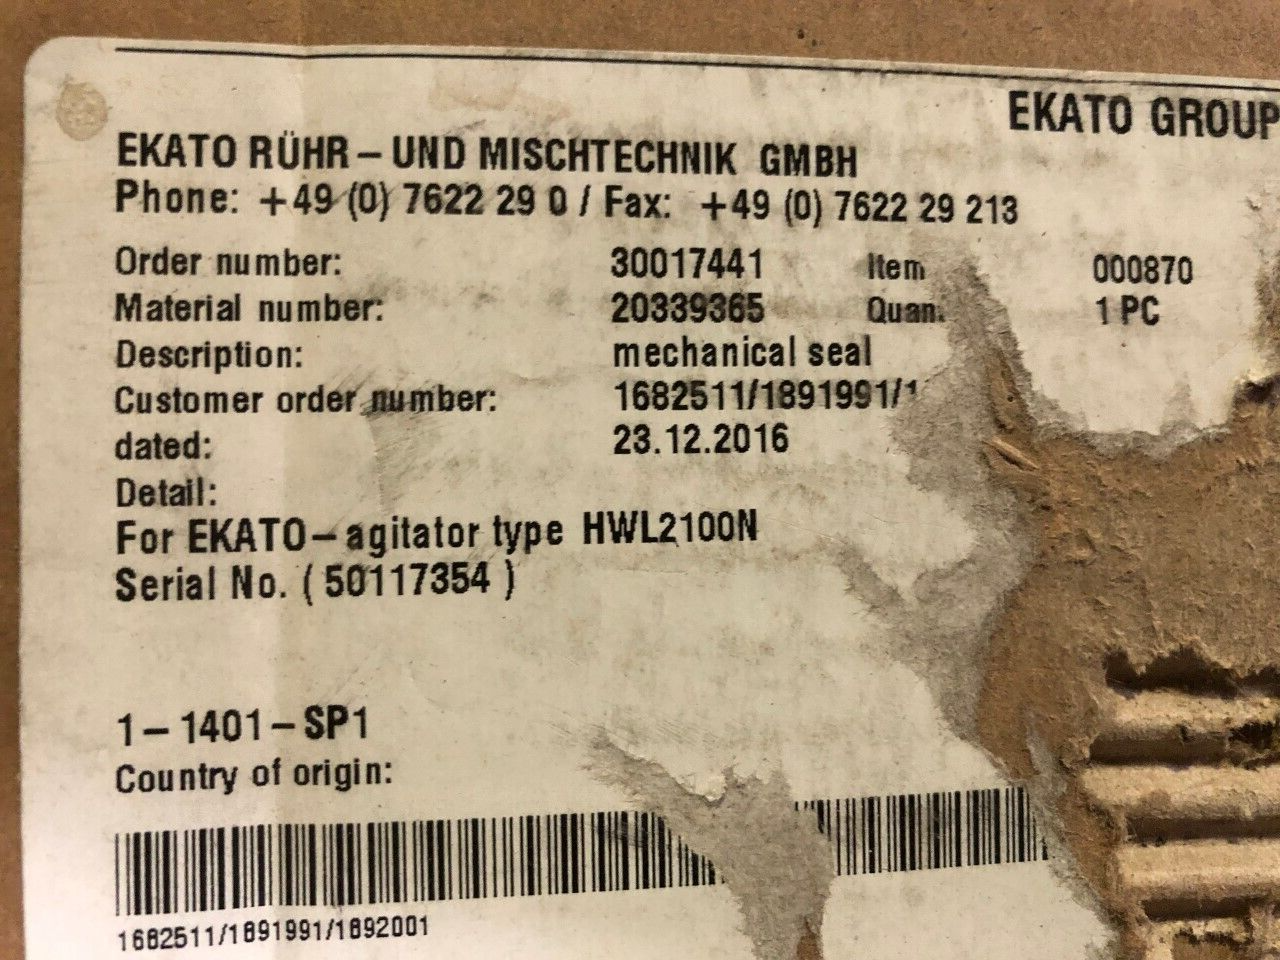 EKATO GROUP
EKATO RÜHR – UND MISCHTECHNIK GMBH
Phone: +49 (0) 7622 29 0 / Fax: +49 (0) 7622 29 213
Order number: 30017441 Item 000870
Material number: 20339365 Quan. 1 PC
Description: mechanical seal
Customer order number: 1682511/1891991/1
dated: 23.12.2016
Detail:
For EKATO–agitator type HWL2100N
Serial No. ( 50117354 )
1–1401–SP1
Country of origin:
1682511/1891991/1892001